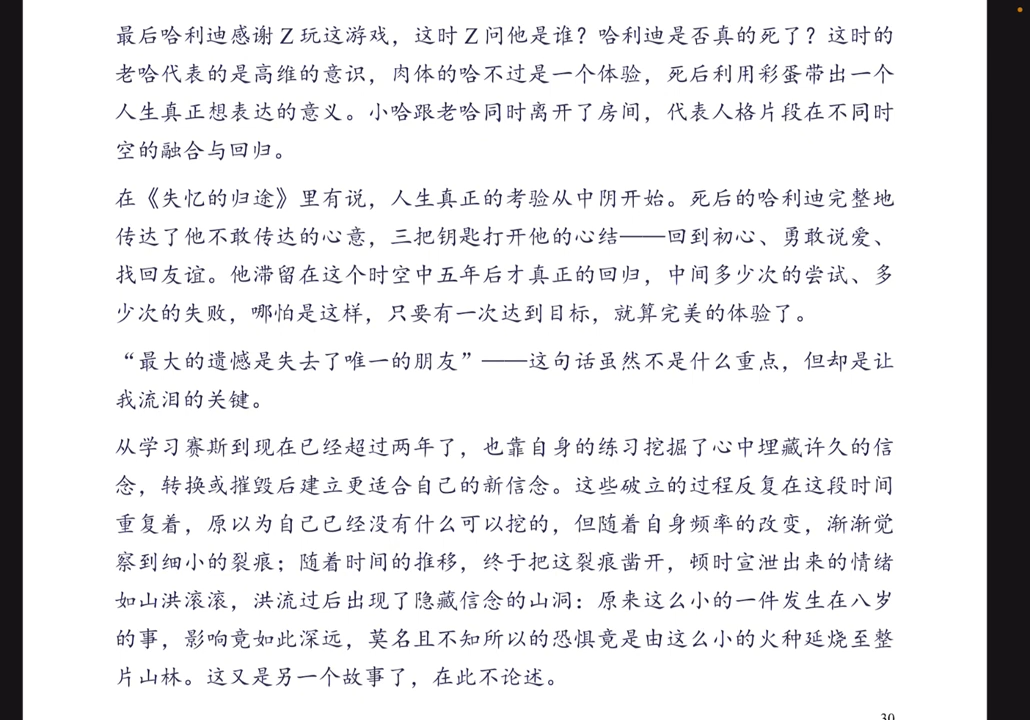 最后哈利迪感谢 Z 玩这游戏，这时 Z 问他是谁？哈利迪是否真的死了？这时的
老哈代表的是高维的意识，肉体的哈不过是一个体验，死后利用彩蛋带出一个
人生真正想表达的意义。小哈跟老哈同时离开了房间，代表人格片段在不同时
空的融合与回归。
在《失忆的归途》里有说，人生真正的考验从中阴开始。死后的哈利迪完整地
传达了他不敢传达的心意，三把钥匙打开他的心结——回到初心、勇敢说爱、
找回友谊。他滞留在这个时空中五年后才真正的回归，中间多少次的尝试、多
少次的失败，哪怕是这样，只要有一次达到目标，就算完美的体验了。
“最大的遗憾是失去了唯一的朋友”——这句话虽然不是什么重点，但却是让
我流泪的关键。
从学习赛斯到现在已经超过两年了，也靠自身的练习挖掘了心中埋藏许久的信
念，转换或摧毁后建立更适合自己的新信念。这些破立的过程反复在这段时间
重复着，原以为自己已经没有什么可以挖的，但随着自身频率的改变，渐渐觉
察到细小的裂痕；随着时间的推移，终于把这裂痕凿开，顿时宣泄出来的情绪
如山洪滚滚，洪流过后出现了隐藏信念的山洞：原来这么小的一件发生在八岁
的事，影响竟如此深远，莫名且不知所以的恐惧竟是由这么小的火种延烧至整
片山林。这又是另一个故事了，在此不论述。
30